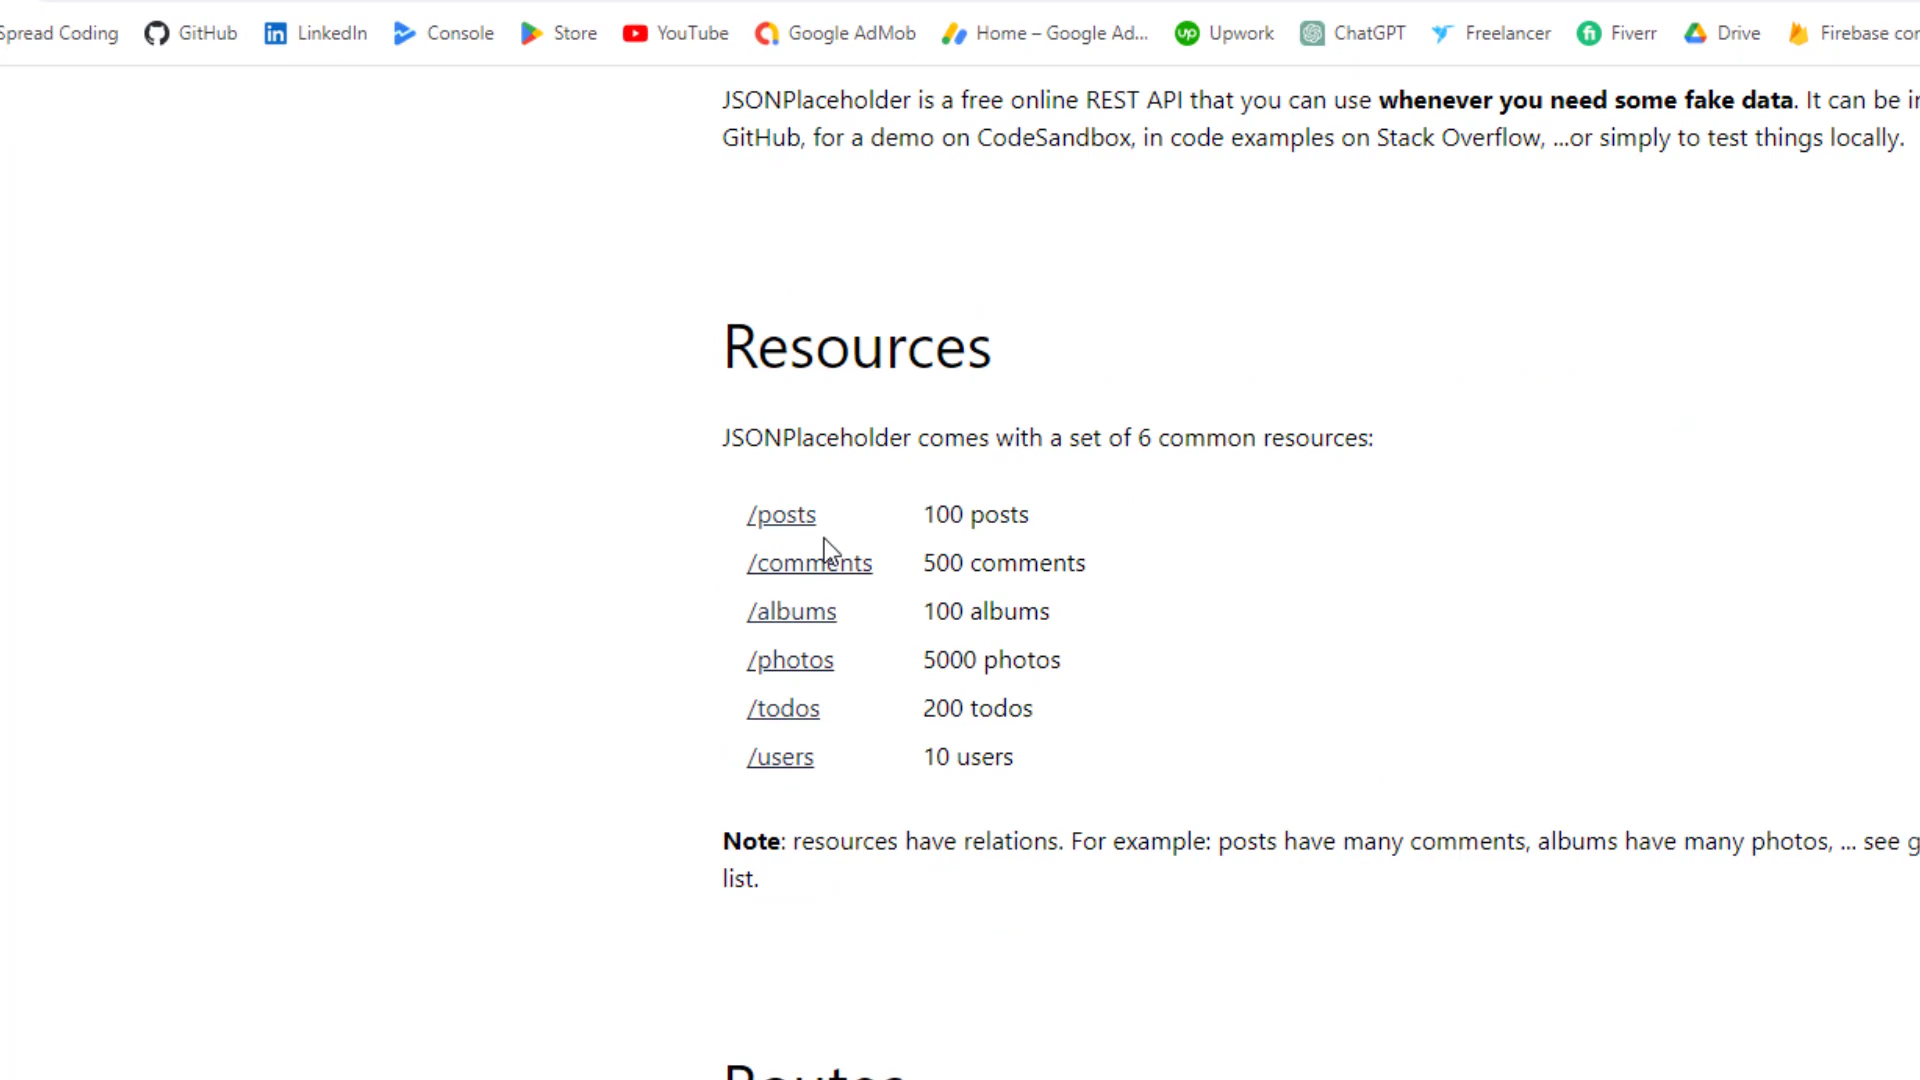 Spread Coding GitHub LinkedIn Console Store YouTube Google AdMob Home – Google Ad... Upwork ChatGPT Freelancer Fiverr Drive Firebase
JSONPlaceholder is a free online REST API that you can use whenever you need some fake data. It can be
GitHub, for a demo on CodeSandbox, in code examples on Stack Overflow, ...or simply to test things locally.
Resources
JSONPlaceholder comes with a set of 6 common resources:
/posts 100 posts
/comments 500 comments
/albums 100 albums
/photos 5000 photos
/todos 200 todos
/users 10 users
Note: resources have relations. For example: posts have many comments, albums have many photos, ... see
list.
Routes